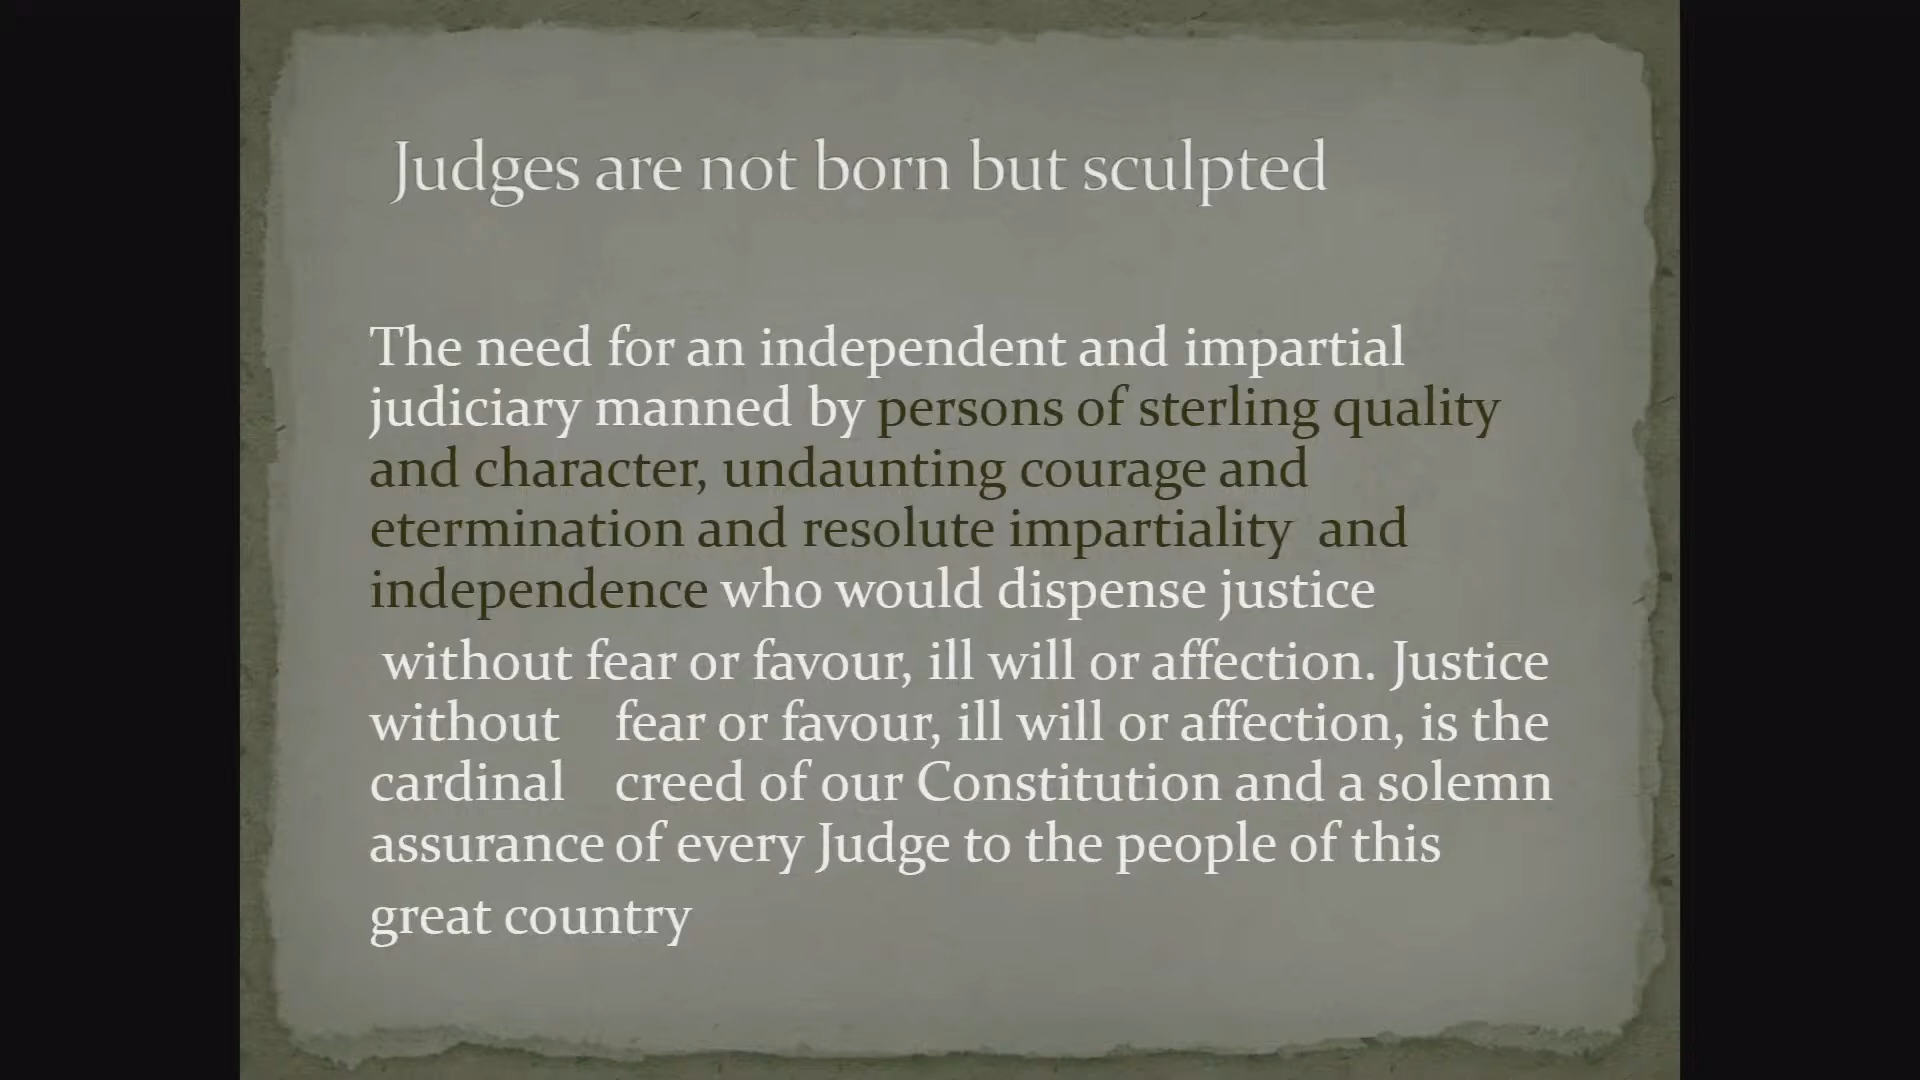 Judges are not born but sculpted
The need for an independent and impartial
judiciary manned by persons of sterling quality
and character, undaunting courage and
etermination and resolute impartiality and
independence who would dispense justice
without fear or favour, ill will or affection. Justice
without fear or favour, ill will or affection, is the
cardinal creed of our Constitution and a solemn
assurance of every Judge to the people of this
great country